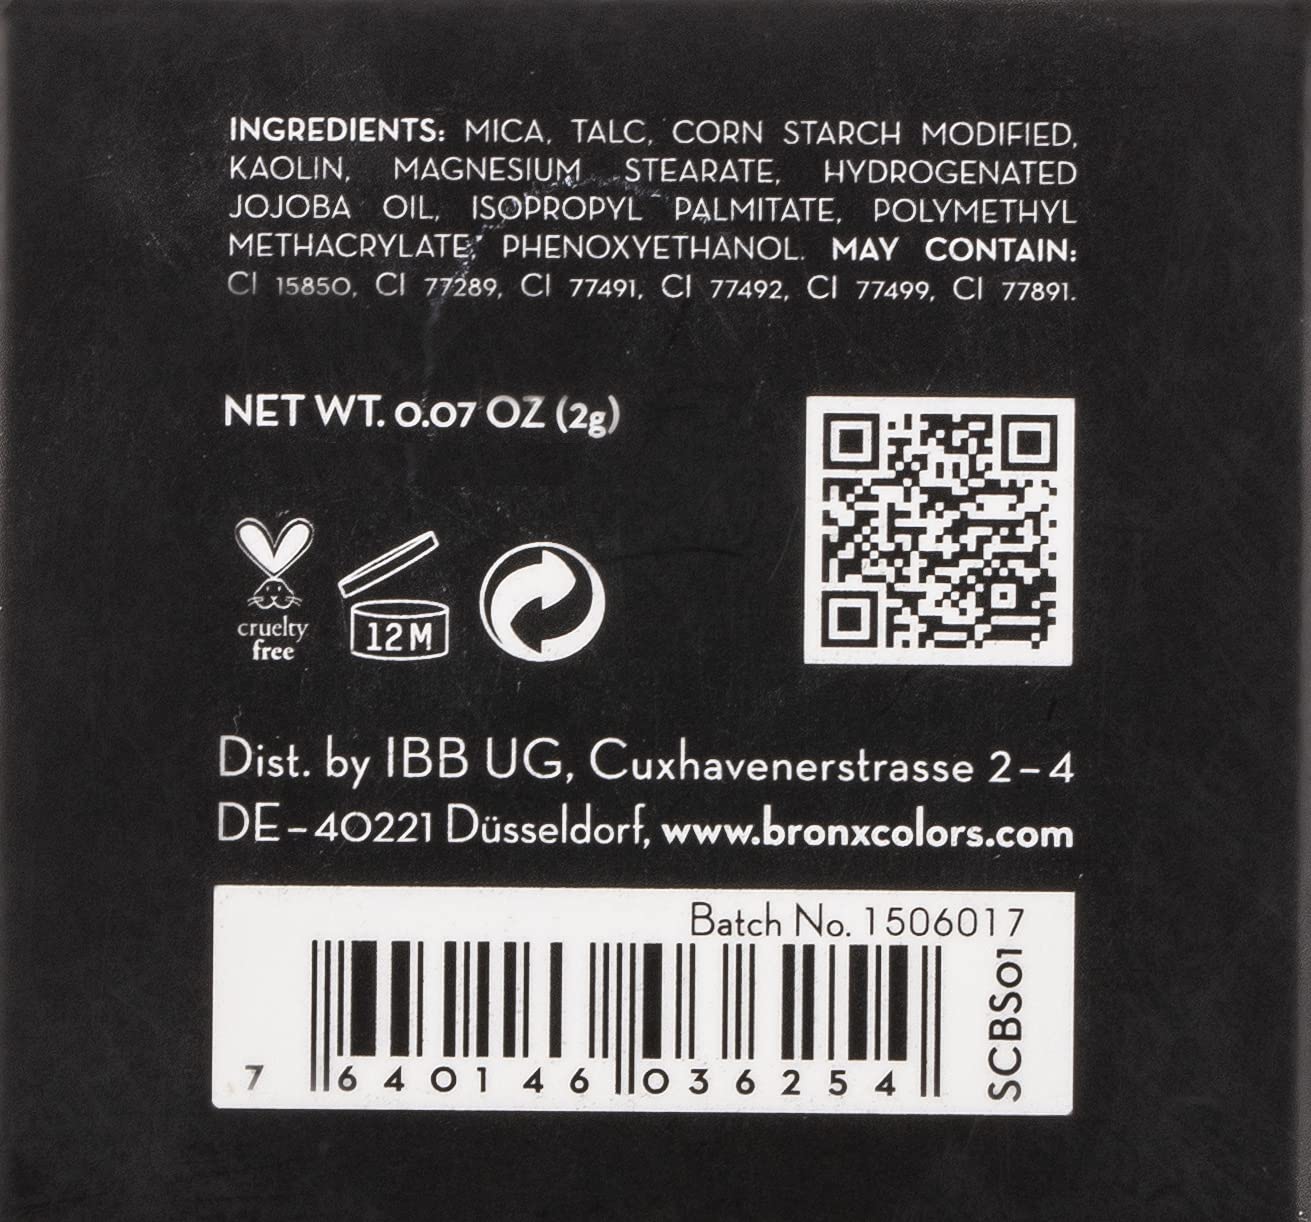 INGREDIENTS: MICA, TALC, CORN STARCH MODIFIED,
KAOLIN, MAGNESIUM STEARATE, HYDROGENATED
JOJOBA OIL, ISOPROPYL PALMITATE, POLYMETHYL
METHACRYLATE, PHENOXYETHANOL. MAY CONTAIN:
CI 15850, CI 77289, CI 77491, CI 77492, CI 77499, CI 77891.
NET WT. 0.07 OZ (2g)
cruelty
free
12M
Dist. by IBB UG, Cuxhavenerstrasse 2–4
DE–40221 Düsseldorf, www.bronxcolors.com
Batch No. 1506017
SCBS01
7 640146 036254